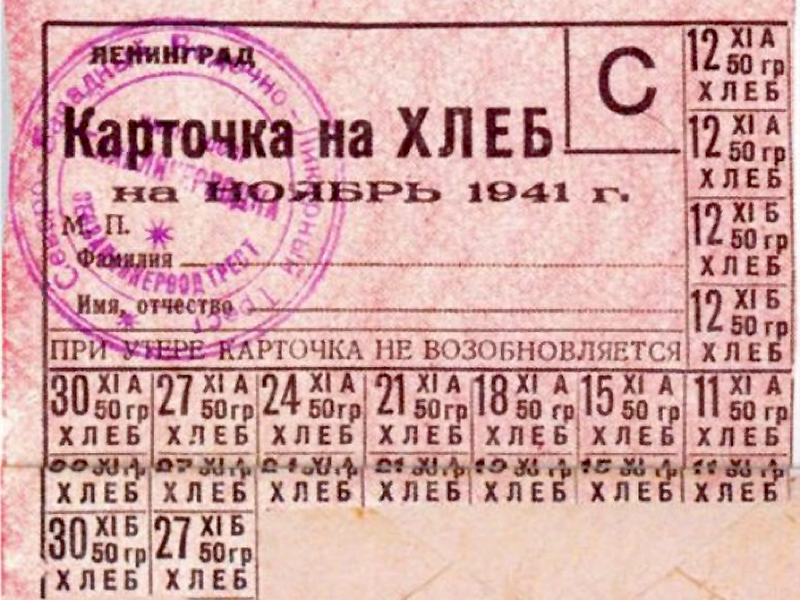 ЛЕНИНГРАД
С
Карточка на ХЛЕБ
на НОЯБРЬ 1941 г.
М. П.
Фамилия
Имя, отчество
ПРИ УТЕРЕ КАРТОЧКА НЕ ВОЗОБНОВЛЯЕТСЯ
12 XI А
50 гр
ХЛЕБ
12 XI А
50 гр
ХЛЕБ
12 XI Б
50 гр
ХЛЕБ
12 XI Б
50 гр
ХЛЕБ
30 XI А 27 XI А 24 XI А 21 XI А 18 XI А 15 XI А 11 XI А
50 гр 50 гр 50 гр 50 гр 50 гр 50 гр 50 гр
ХЛЕБ ХЛЕБ ХЛЕБ ХЛЕБ ХЛЕБ ХЛЕБ ХЛЕБ
ХЛЕБ ХЛЕБ ХЛЕБ ХЛЕБ ХЛЕБ ХЛЕБ ХЛЕБ
30 XI Б 27 XI Б
50 гр 50 гр
ХЛЕБ ХЛЕБ
Трест